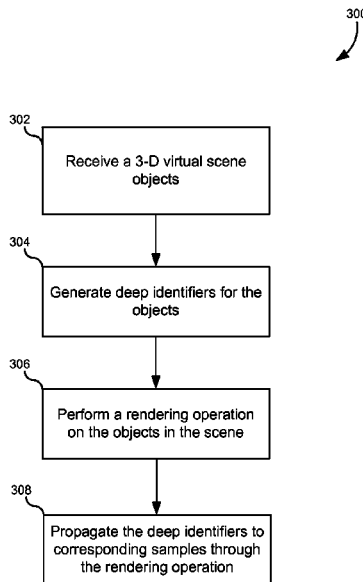 300
302
Receive a 3-D virtual scene
objects
304
Generate deep identifiers for the
objects
306
Perform a rendering operation
on the objects in the scene
308
Propagate the deep identifiers to
corresponding samples through
the rendering operation